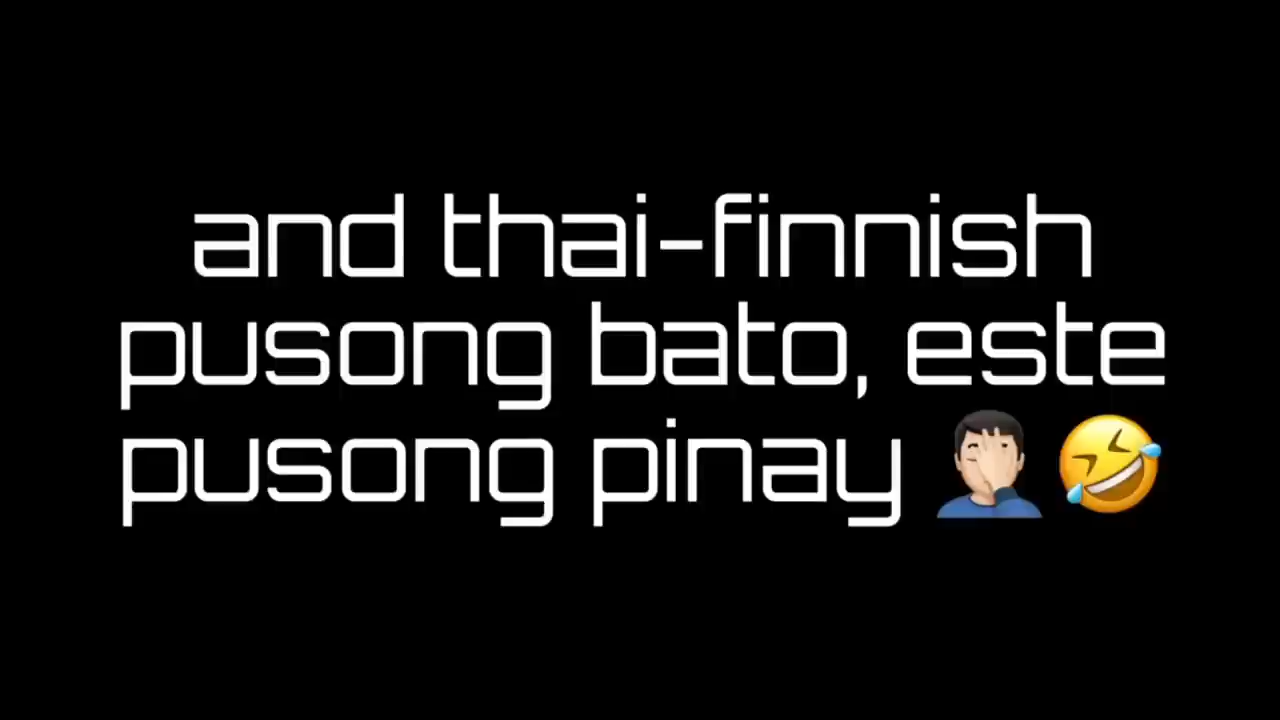 and thai-finnish
pusong bato, este
pusong pinay 🤦🏻‍♂️🤣